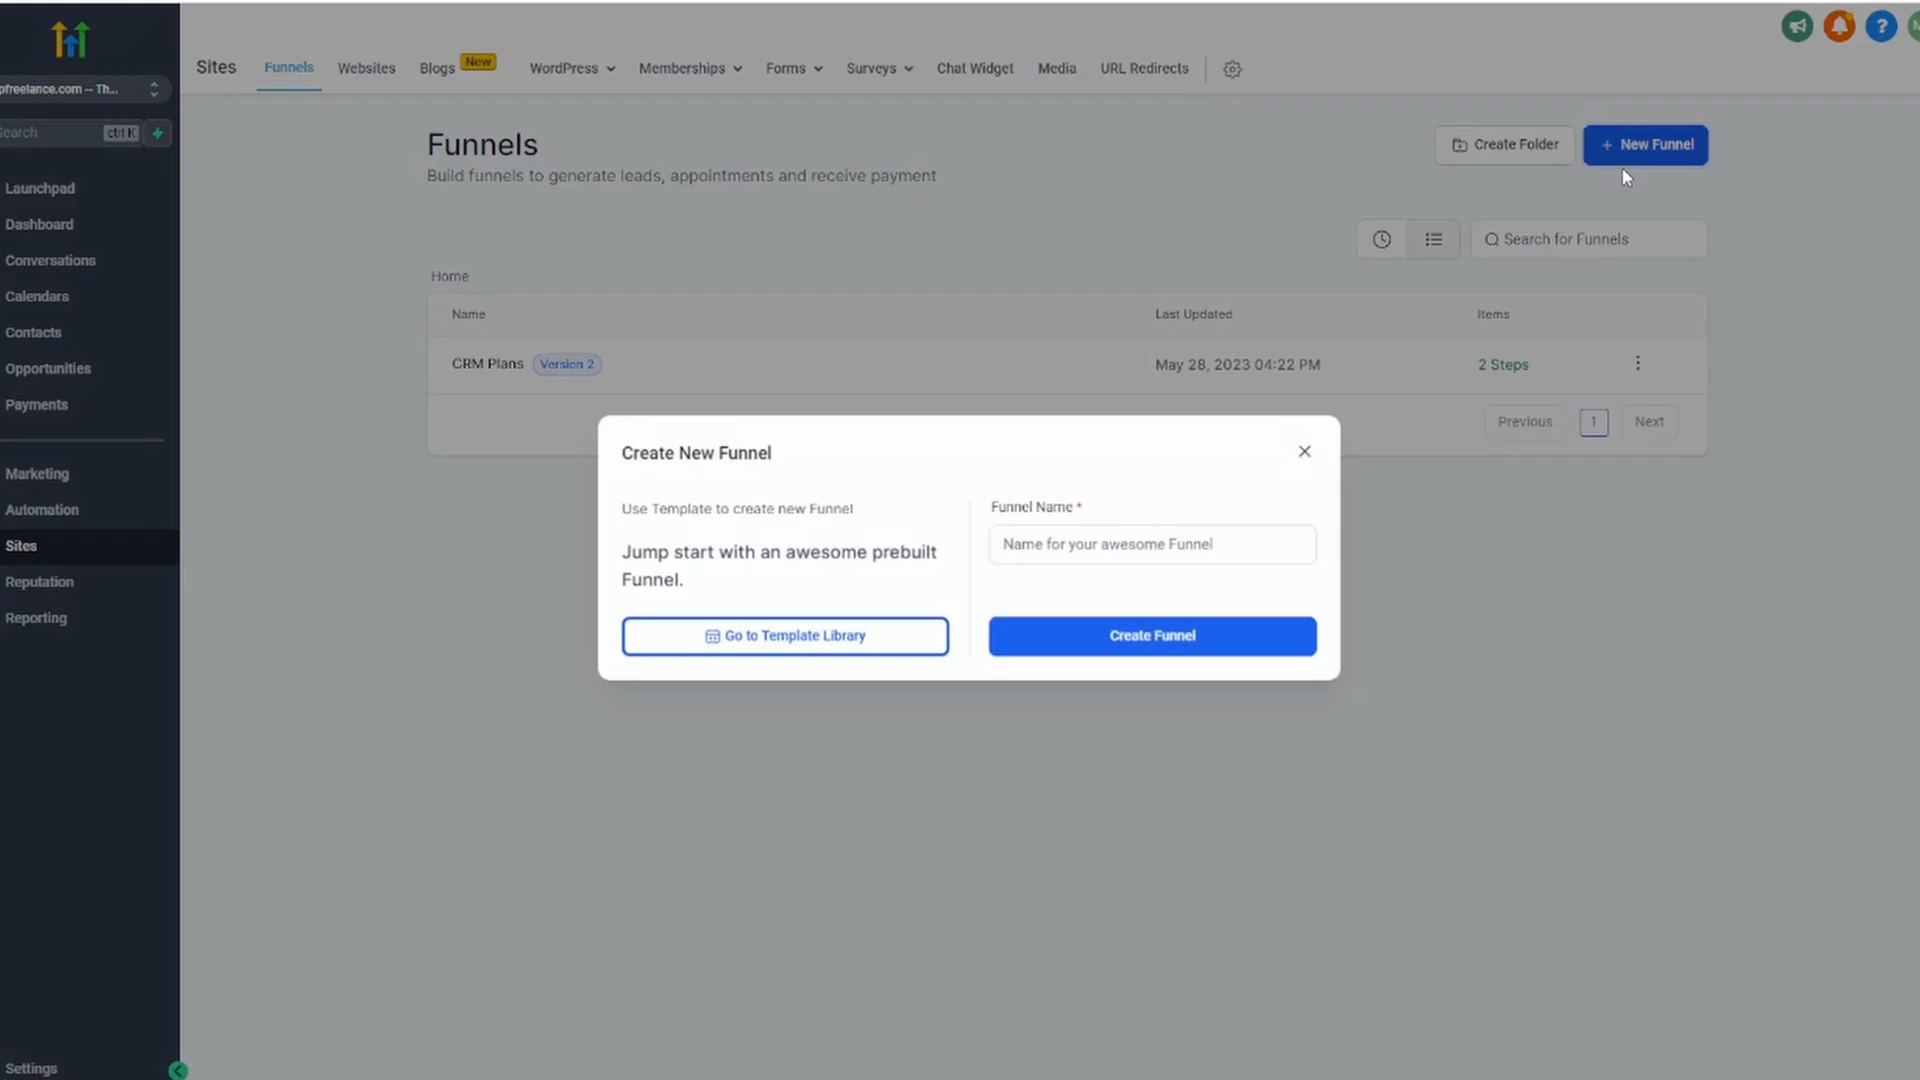 pfreelance.com -- Th...
Search ctrl K
Launchpad
Dashboard
Conversations
Calendars
Contacts
Opportunities
Payments
Marketing
Automation
Sites
Reputation
Reporting
Settings
Sites Funnels Websites Blogs New WordPress Memberships Forms Surveys Chat Widget Media URL Redirects
?
Funnels
Build funnels to generate leads, appointments and receive payment
Create Folder
+ New Funnel
Search for Funnels
Home
Name Last Updated Items
CRM Plans Version 2 May 28, 2023 04:22 PM 2 Steps
Previous 1 Next
Create New Funnel
Use Template to create new Funnel
Jump start with an awesome prebuilt
Funnel.
Go to Template Library
Funnel Name *
Name for your awesome Funnel
Create Funnel